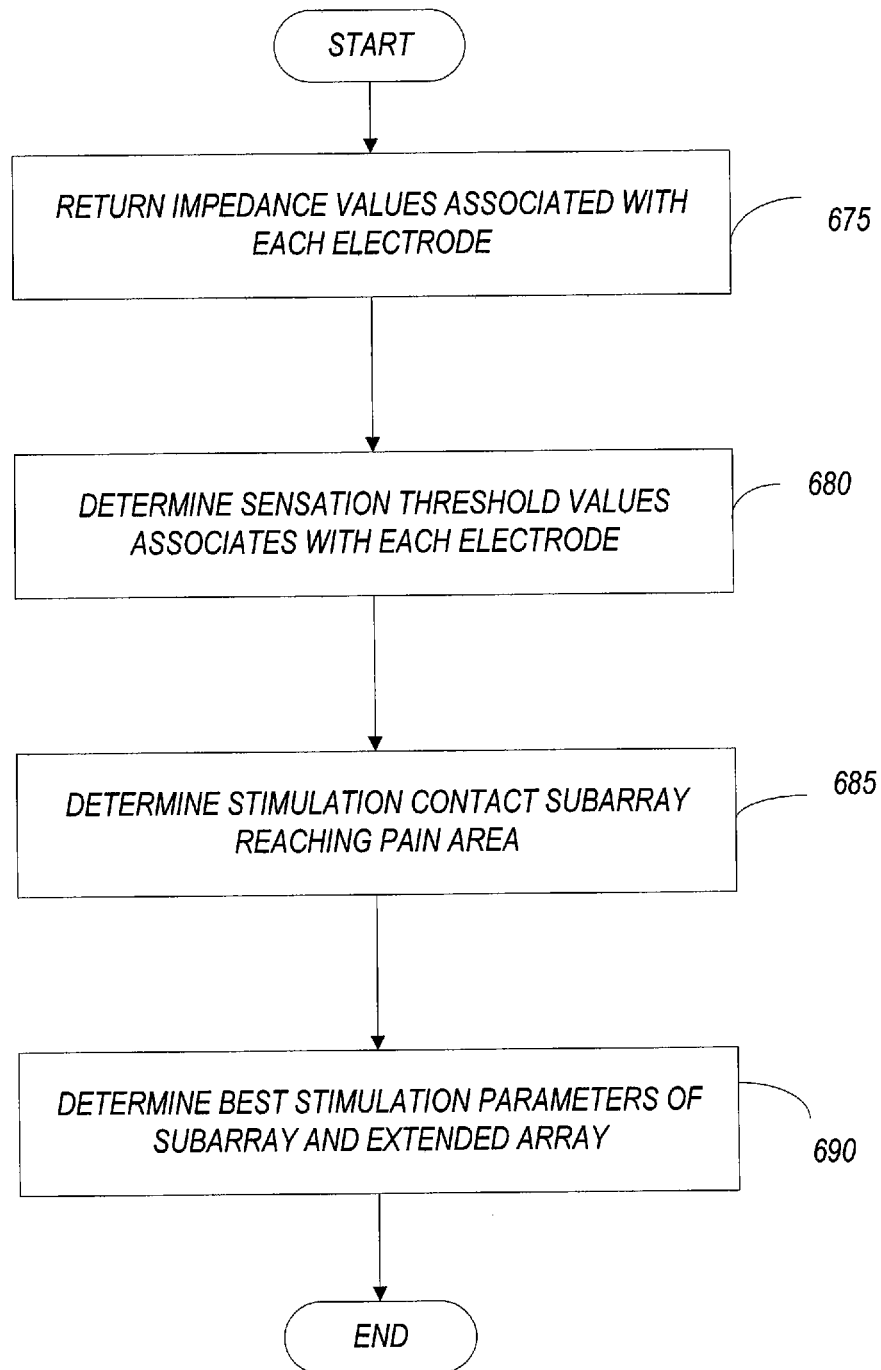 START
RETURN IMPEDANCE VALUES ASSOCIATED WITH
EACH ELECTRODE
675
DETERMINE SENSATION THRESHOLD VALUES
ASSOCIATES WITH EACH ELECTRODE
680
DETERMINE STIMULATION CONTACT SUBARRAY
REACHING PAIN AREA
685
DETERMINE BEST STIMULATION PARAMETERS OF
SUBARRAY AND EXTENDED ARRAY
690
END